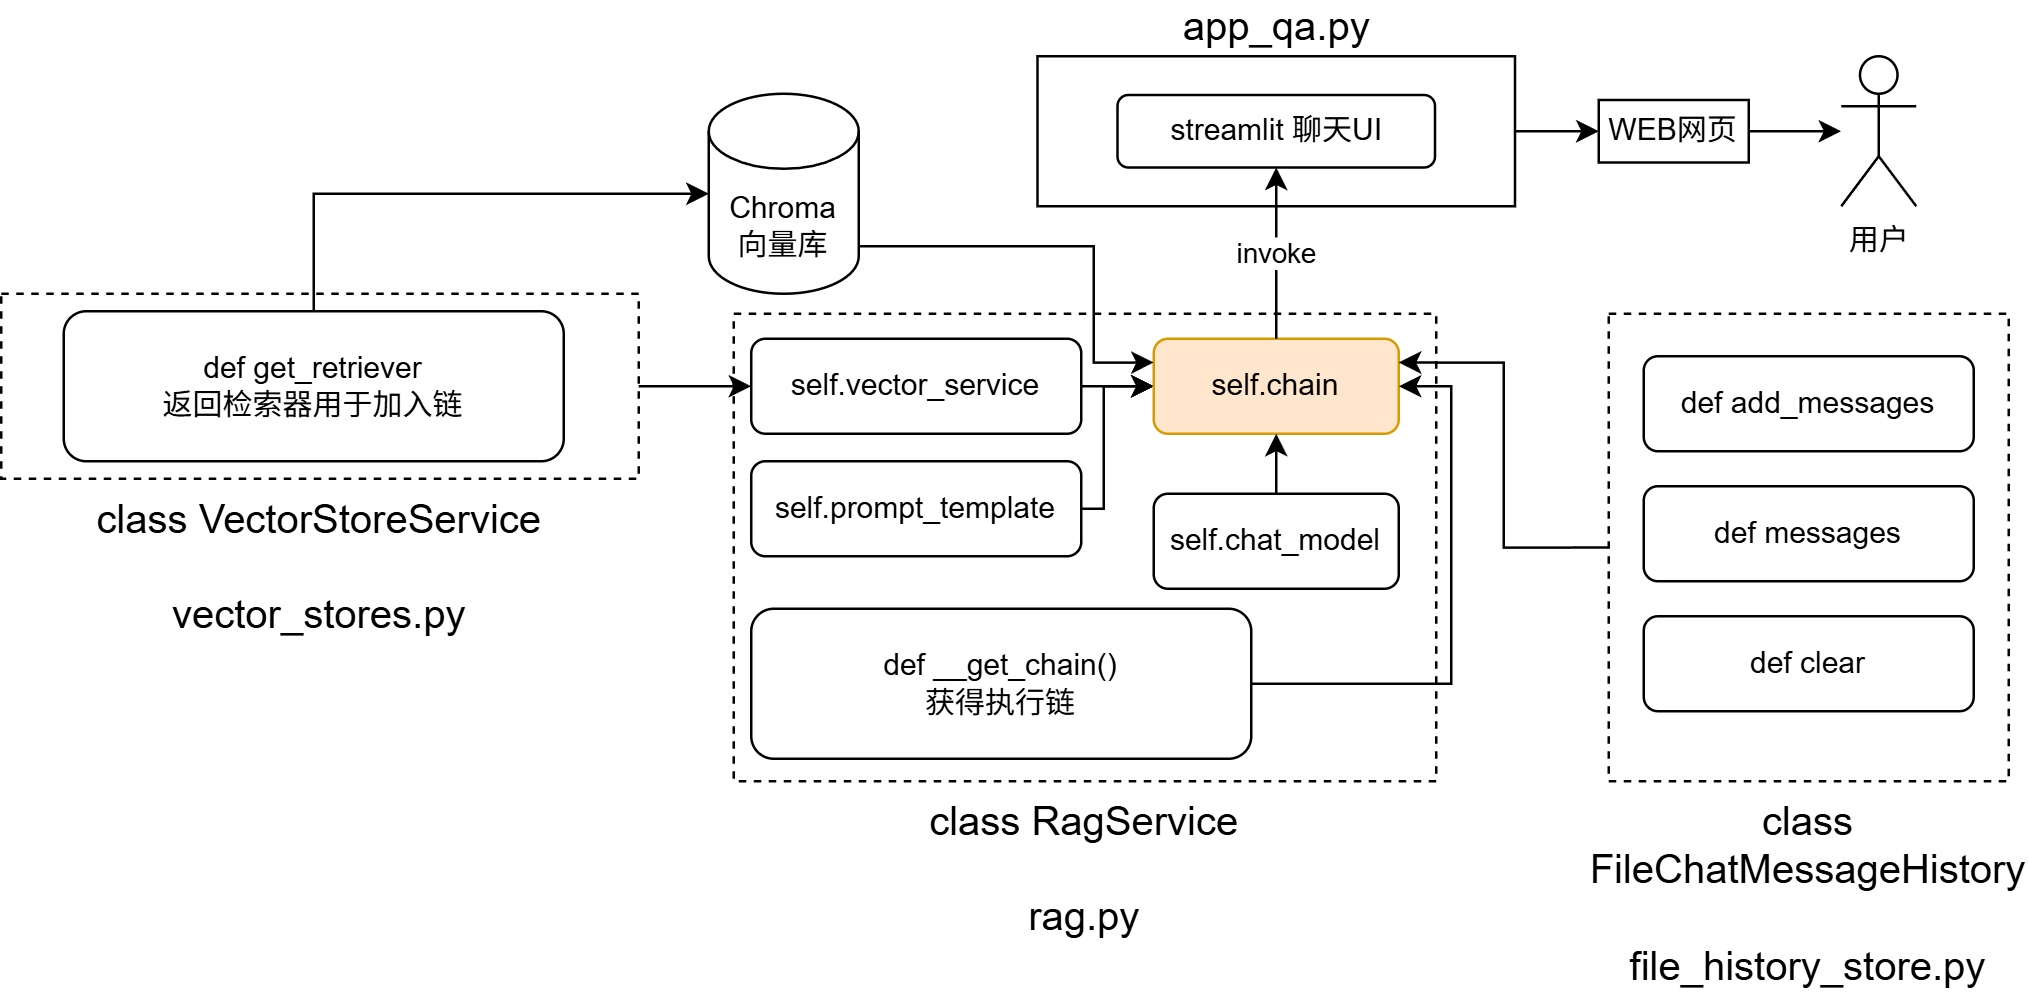 app_qa.py
streamlit 聊天UI
WEB网页
用户
Chroma
向量库
invoke
def get_retriever
返回检索器用于加入链
class VectorStoreService
vector_stores.py
self.vector_service
self.chain
self.prompt_template
self.chat_model
def __get_chain()
获得执行链
class RagService
rag.py
def add_messages
def messages
def clear
class
FileChatMessageHistory
file_history_store.py